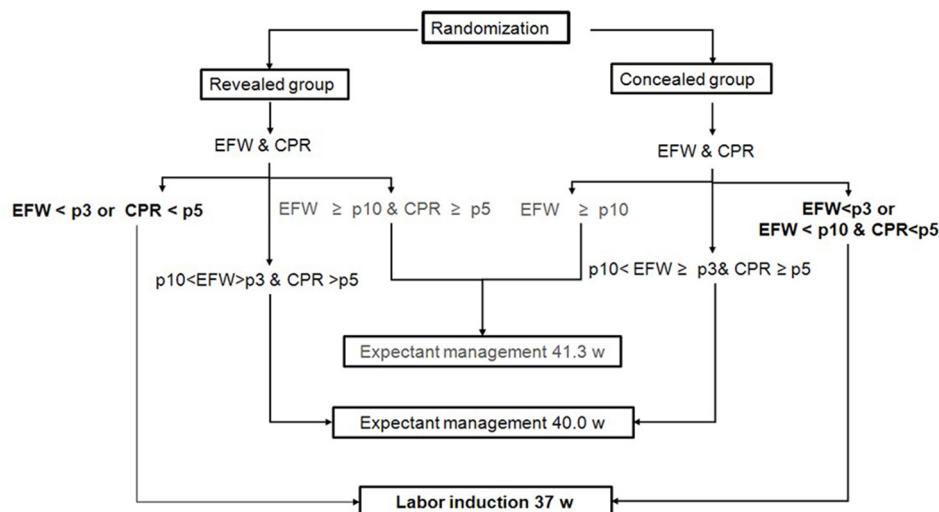 Randomization
Revealed group
Concealed group
EFW & CPR
EFW & CPR
EFW < p3 or CPR < p5
EFW ≥ p10 & CPR ≥ p5
EFW ≥ p10
EFW<p3 or
EFW < p10 & CPR<p5
p10<EFW>p3 & CPR >p5
p10< EFW ≥ p3& CPR ≥ p5
Expectant management 41.3 w
Expectant management 40.0 w
Labor induction 37 w